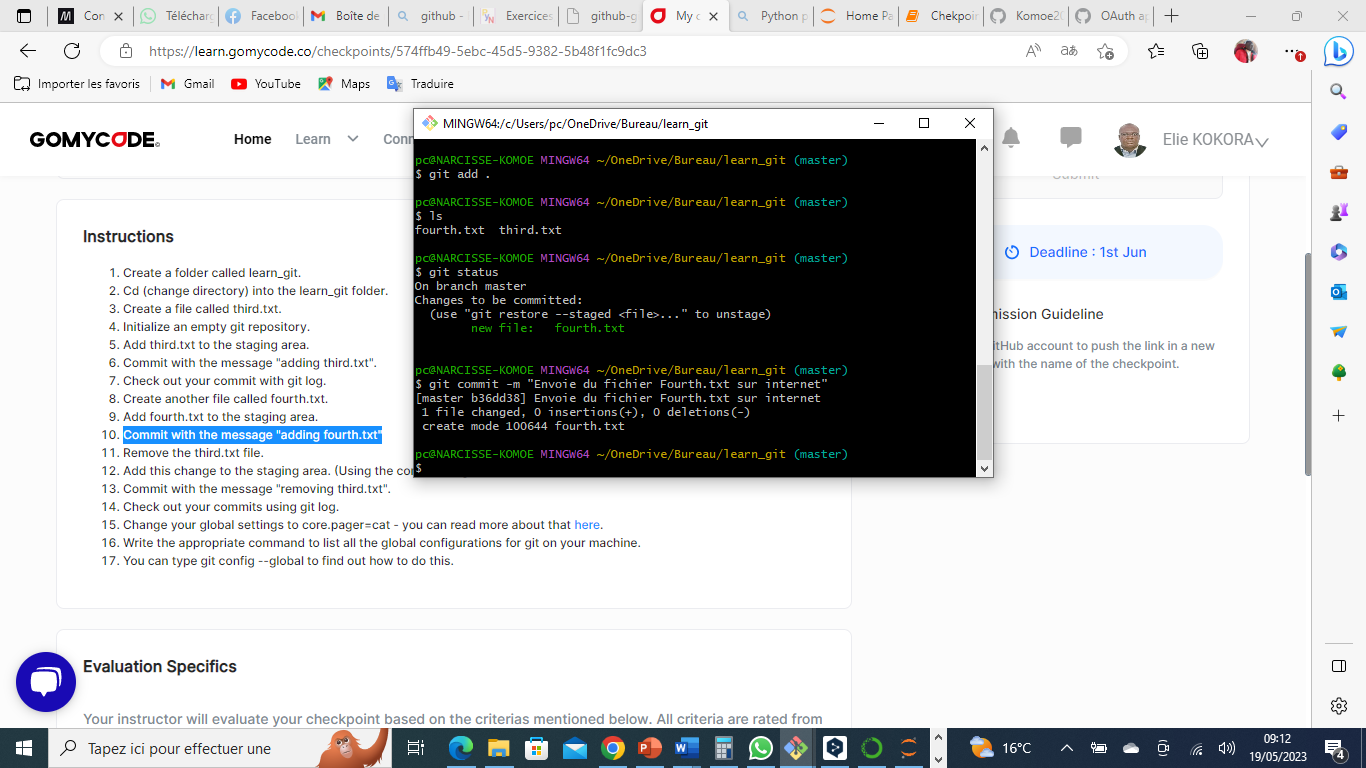 Con
Télécharg
Facebook
Boîte de
github -
Exercices
github-g
My c
Python p
Home Pa
Chekpoin
Komoe20
OAuth ap
https://learn.gomycode.co/checkpoints/574ffb49-5ebc-45d5-9382-5b48f1fc9dc3
Importer les favoris
Gmail
YouTube
Maps
Traduire
GOMYCODE
Home
Learn
Conn
Elie KOKORA
Submit
Instructions
1. Create a folder called learn_git.
2. Cd (change directory) into the learn_git folder.
3. Create a file called third.txt.
4. Initialize an empty git repository.
5. Add third.txt to the staging area.
6. Commit with the message "adding third.txt".
7. Check out your commit with git log.
8. Create another file called fourth.txt.
9. Add fourth.txt to the staging area.
10. Commit with the message "adding fourth.txt"
11. Remove the third.txt file.
12. Add this change to the staging area. (Using the co
13. Commit with the message "removing third.txt".
14. Check out your commits using git log.
15. Change your global settings to core.pager=cat - you can read more about that here.
16. Write the appropriate command to list all the global configurations for git on your machine.
17. You can type git config --global to find out how to do this.
MINGW64:/c/Users/pc/OneDrive/Bureau/learn_git
pc@NARCISSE-KOMOE MINGW64 ~/OneDrive/Bureau/learn_git (master)
$ git add .
pc@NARCISSE-KOMOE MINGW64 ~/OneDrive/Bureau/learn_git (master)
$ ls
fourth.txt  third.txt
pc@NARCISSE-KOMOE MINGW64 ~/OneDrive/Bureau/learn_git (master)
$ git status
On branch master
Changes to be committed:
  (use "git restore --staged <file>..." to unstage)
        new file:   fourth.txt
pc@NARCISSE-KOMOE MINGW64 ~/OneDrive/Bureau/learn_git (master)
$ git commit -m "Envoie du fichier Fourth.txt sur internet"
[master b36dd38] Envoie du fichier Fourth.txt sur internet
 1 file changed, 0 insertions(+), 0 deletions(-)
 create mode 100644 fourth.txt
pc@NARCISSE-KOMOE MINGW64 ~/OneDrive/Bureau/learn_git (master)
$
Deadline : 1st Jun
mission Guideline
itHub account to push the link in a new
with the name of the checkpoint.
Evaluation Specifics
Your instructor will evaluate your checkpoint based on the criterias mentioned below. All criteria are rated from
Tapez ici pour effectuer une
16°C
09:12
19/05/2023
4